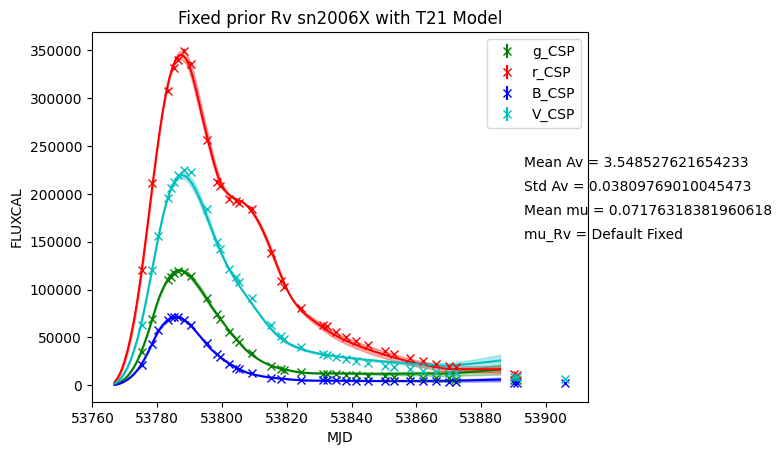 Fixed prior Rv sn2006X with T21 Model
350000
300000
250000
200000
150000
100000
50000
0
FLUXCAL
g_CSP
r_CSP
B_CSP
V_CSP
Mean Av = 3.548527621654233
Std Av = 0.03809769010045473
Mean mu = 0.07176318381960618
mu_Rv = Default Fixed
53760 53780 53800 53820 53840 53860 53880 53900
MJD